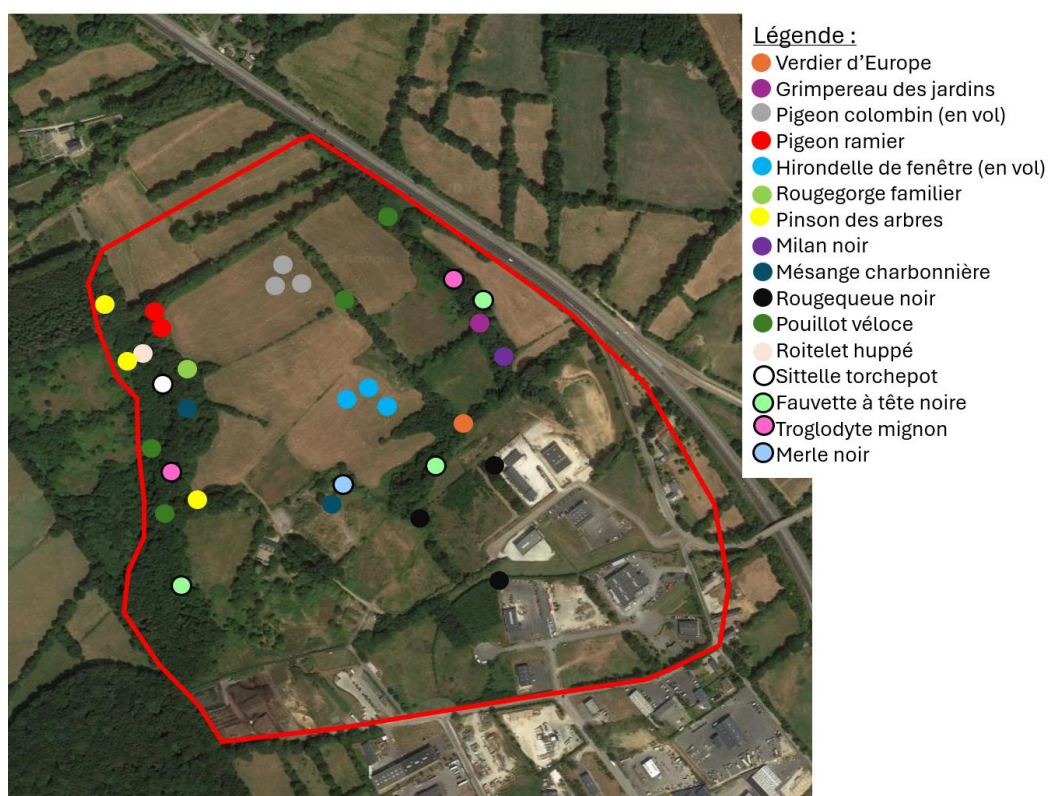 Légende :
Verdier d’Europe
Grimpereau des jardins
Pigeon colombin (en vol)
Pigeon ramier
Hirondelle de fenêtre (en vol)
Rougegorge familier
Pinson des arbres
Milan noir
Mésange charbonnière
Rougequeue noir
Pouillot véloce
Roitelet huppé
Sittelle torchepot
Fauvette à tête noire
Troglodyte mignon
Merle noir